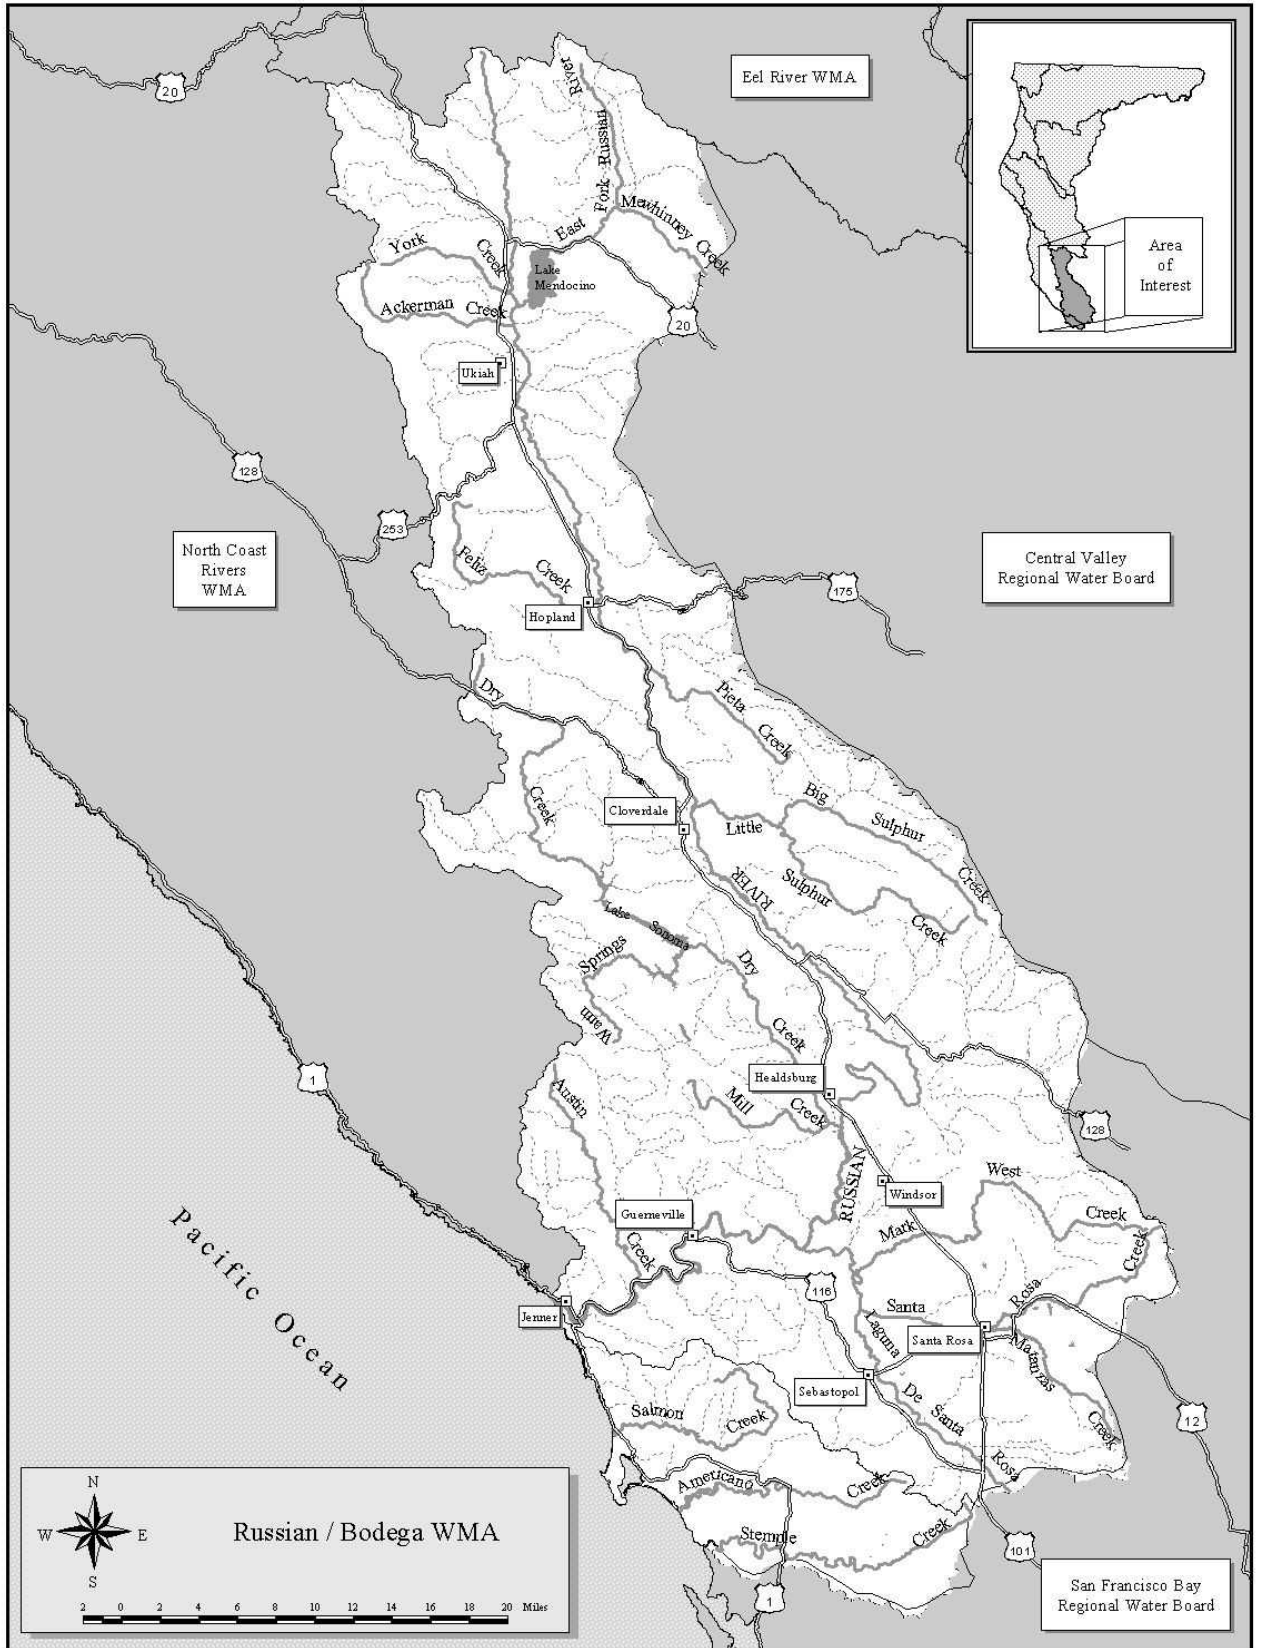 Eel River WMA
20
East Fork Russian River
Mewhinney Creek
York Creek
Lake
Mendocino
Ackerman Creek
20
Ukiah
Area
of
Interest
128
253
North Coast
Rivers
WMA
Feliz Creek
Hopland
175
Central Valley
Regional Water Board
Dry Creek
Pieta Creek
Cloverdale
Big Sulphur Creek
Little Sulphur Creek
RUSSIAN RIVER
Lake Sonoma
Warm Springs
Dry Creek
1
Healdsburg
Mill Creek
Austin Creek
128
Windsor
Mark West Creek
Guerneville
116
Pacific Ocean
Jenner
Santa Rosa Creek
Santa Rosa
Matanzas Creek
Laguna De Santa Rosa
Sebastopol
12
Salmon Creek
Americano Creek
Stemple Creek
101
1
San Francisco Bay
Regional Water Board
N
W E
S
Russian / Bodega WMA
2 0 2 4 6 8 10 12 14 16 18 20 Miles